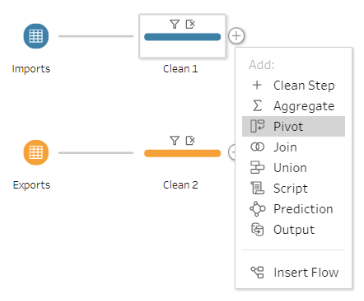 Imports
Clean 1
Exports
Clean 2
Add:
Clean Step
Aggregate
Pivot
Join
Union
Script
Prediction
Output
Insert Flow